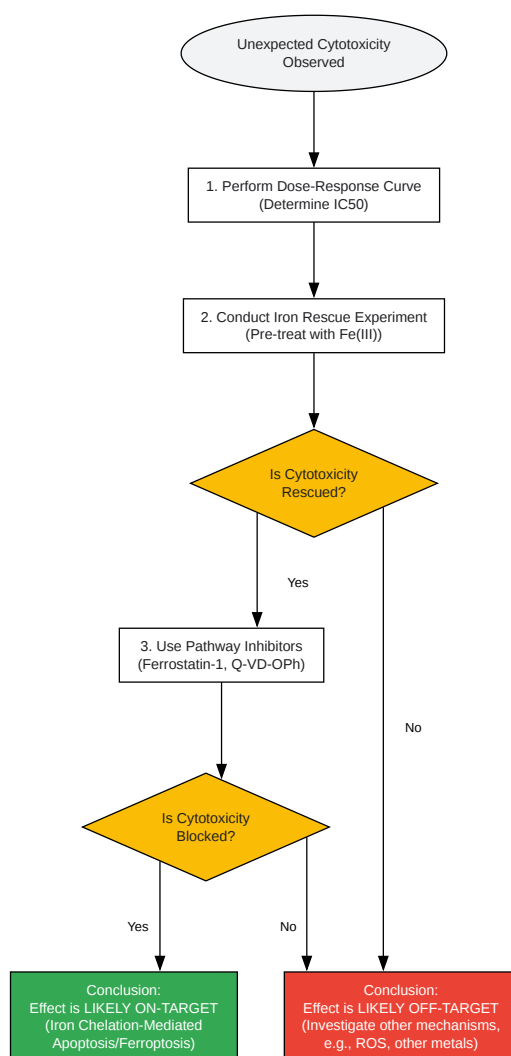 Unexpected Cytotoxicity
Observed
1. Perform Dose-Response Curve
(Determine IC50)
2. Conduct Iron Rescue Experiment
(Pre-treat with Fe(III))
Is Cytotoxicity
Rescued?
Yes
3. Use Pathway Inhibitors
(Ferrostatin-1, Q-VD-OPh)
No
Is Cytotoxicity
Blocked?
Yes
No
Conclusion:
Effect is LIKELY ON-TARGET
(Iron Chelation-Mediated
Apoptosis/Ferroptosis)
Conclusion:
Effect is LIKELY OFF-TARGET
(Investigate other mechanisms,
e.g., ROS, other metals)